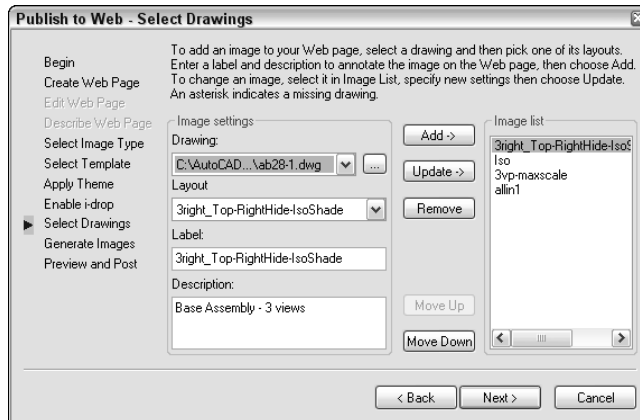 Publish to Web - Select Drawings
Begin
Create Web Page
Edit Web Page
Describe Web Page
Select Image Type
Select Template
Apply Theme
Enable i-drop
Select Drawings
Generate Images
Preview and Post
To add an image to your Web page, select a drawing and then pick one of its layouts.
Enter a label and description to annotate the image on the Web page, then choose Add.
To change an image, select it in Image List, specify new settings then choose Update.
An asterisk indicates a missing drawing.
Image settings
Drawing:
C:\AutoCAD...\ab28-1.dwg
...
Layout
3right_Top-RightHide-IsoShade
Label:
3right_Top-RightHide-IsoShade
Description:
Base Assembly - 3 views
Add ->
Update ->
Remove
Move Up
Move Down
Image list
3right_Top-RightHide-IsoS
Iso
3vp-maxscale
allin1
< Back
Next >
Cancel